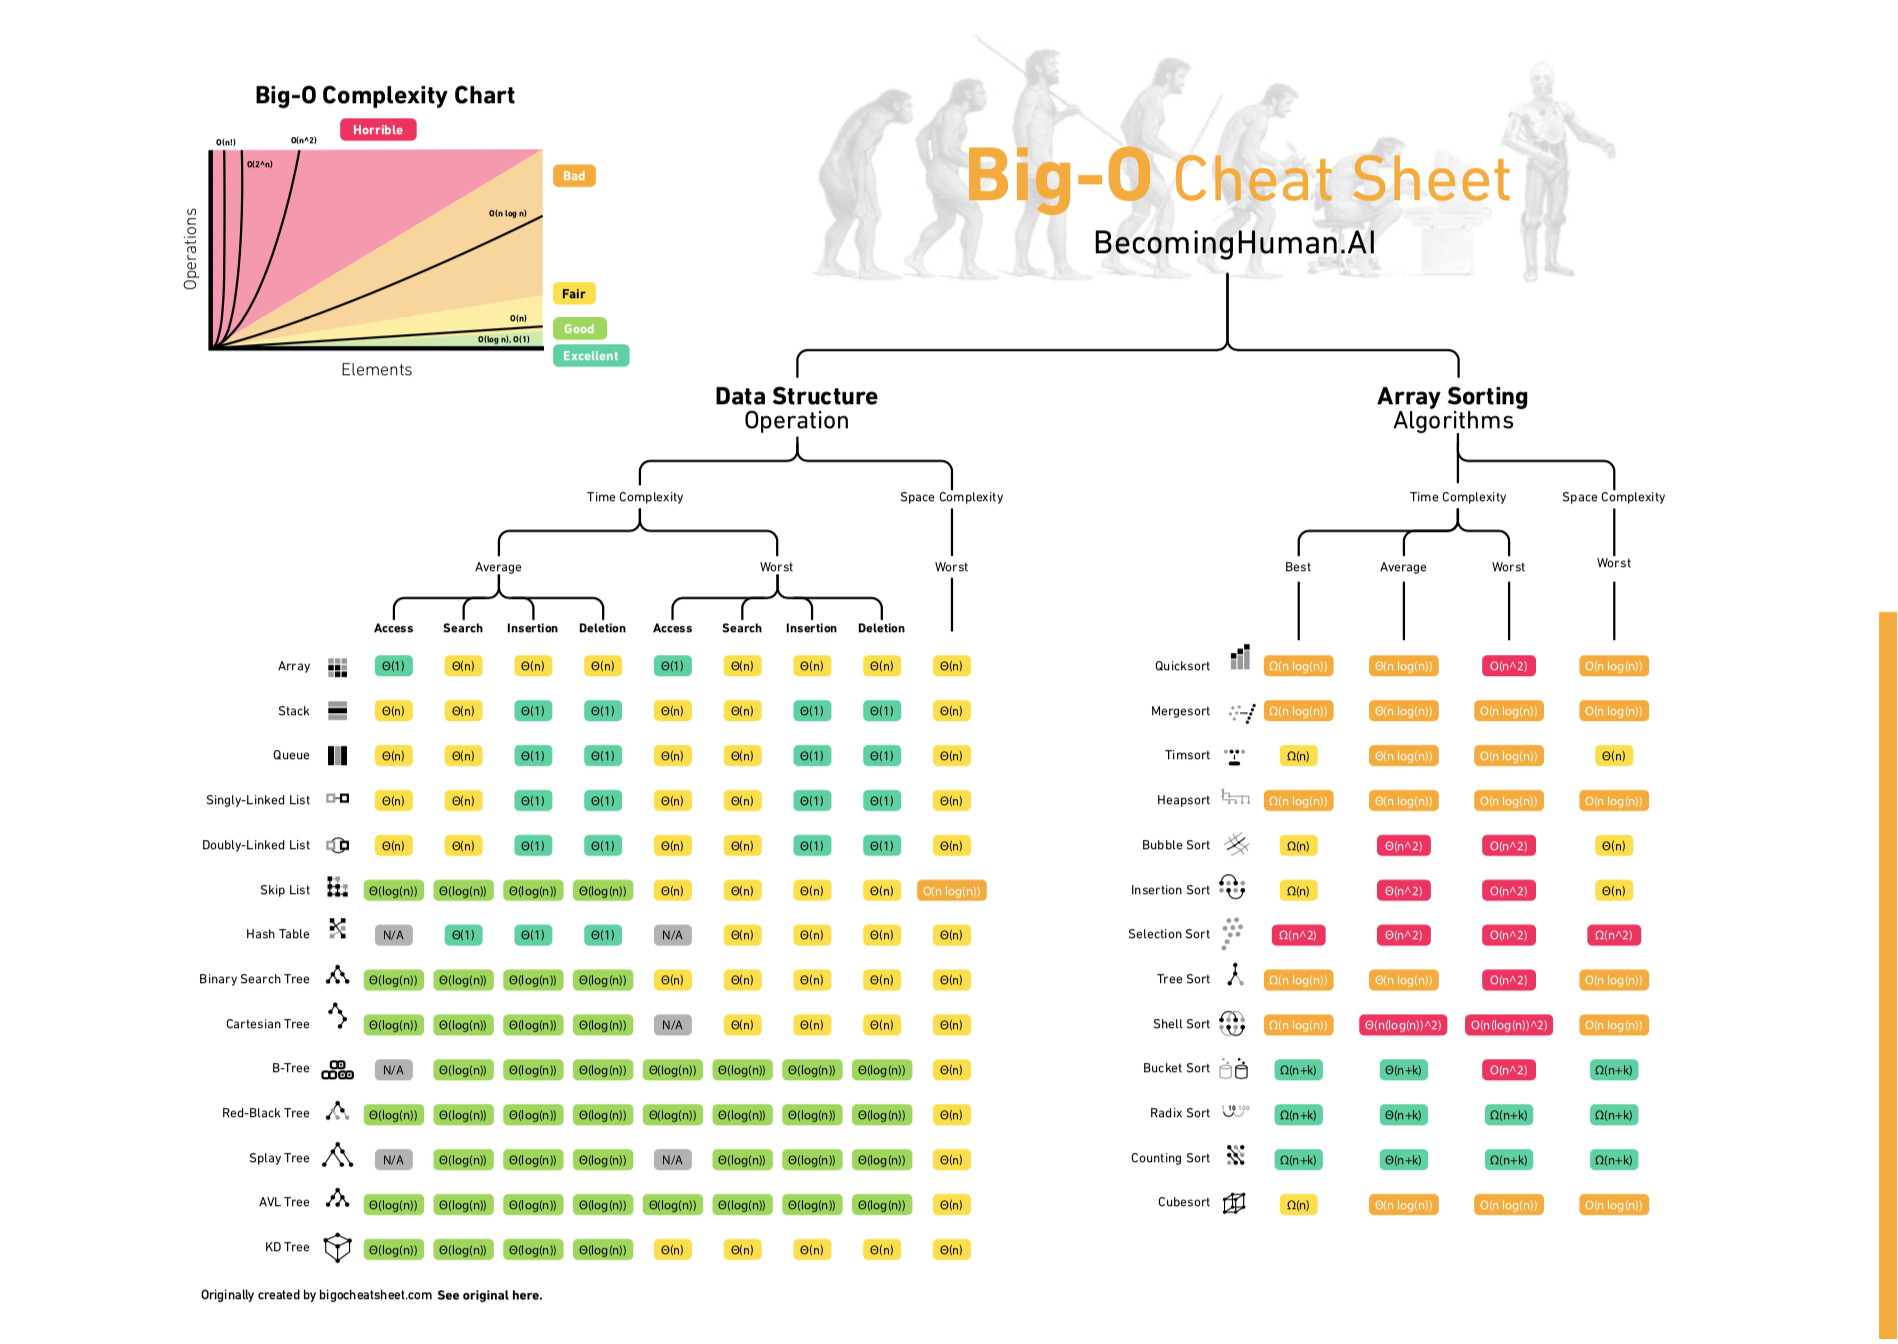 Big-O Complexity Chart
Horrible
O(n!)
O(n^2)
O(2^n)
Bad
O(n log n)
Fair
O(n)
Good
O(log n), O(1)
Excellent
Operations
Elements
Big-O Cheat Sheet
BecomingHuman.AI
Data Structure
Operation
Array Sorting
Algorithms
Time Complexity
Space Complexity
Time Complexity
Space Complexity
Average
Worst
Worst
Best
Average
Worst
Worst
Access Search Insertion Deletion Access Search Insertion Deletion
Array Θ(1) Θ(n) Θ(n) Θ(n) Θ(1) Θ(n) Θ(n) Θ(n) Θ(n)
Stack Θ(n) Θ(n) Θ(1) Θ(1) Θ(n) Θ(n) Θ(1) Θ(1) Θ(n)
Queue Θ(n) Θ(n) Θ(1) Θ(1) Θ(n) Θ(n) Θ(1) Θ(1) Θ(n)
Singly-Linked List Θ(n) Θ(n) Θ(1) Θ(1) Θ(n) Θ(n) Θ(1) Θ(1) Θ(n)
Doubly-Linked List Θ(n) Θ(n) Θ(1) Θ(1) Θ(n) Θ(n) Θ(1) Θ(1) Θ(n)
Skip List Θ(log(n)) Θ(log(n)) Θ(log(n)) Θ(log(n)) Θ(n) Θ(n) Θ(n) Θ(n) O(n log(n))
Hash Table N/A Θ(1) Θ(1) Θ(1) N/A Θ(n) Θ(n) Θ(n) Θ(n)
Binary Search Tree Θ(log(n)) Θ(log(n)) Θ(log(n)) Θ(log(n)) Θ(n) Θ(n) Θ(n) Θ(n) Θ(n)
Cartesian Tree Θ(log(n)) Θ(log(n)) Θ(log(n)) Θ(log(n)) N/A Θ(n) Θ(n) Θ(n) Θ(n)
B-Tree N/A Θ(log(n)) Θ(log(n)) Θ(log(n)) Θ(log(n)) Θ(log(n)) Θ(log(n)) Θ(log(n)) Θ(n)
Red-Black Tree Θ(log(n)) Θ(log(n)) Θ(log(n)) Θ(log(n)) Θ(log(n)) Θ(log(n)) Θ(log(n)) Θ(log(n)) Θ(n)
Splay Tree N/A Θ(log(n)) Θ(log(n)) Θ(log(n)) N/A Θ(log(n)) Θ(log(n)) Θ(log(n)) Θ(n)
AVL Tree Θ(log(n)) Θ(log(n)) Θ(log(n)) Θ(log(n)) Θ(log(n)) Θ(log(n)) Θ(log(n)) Θ(log(n)) Θ(n)
KD Tree Θ(log(n)) Θ(log(n)) Θ(log(n)) Θ(log(n)) Θ(n) Θ(n) Θ(n) Θ(n) Θ(n)
Quicksort Ω(n log(n)) Θ(n log(n)) O(n^2) O(n log(n))
Mergesort Ω(n log(n)) Θ(n log(n)) O(n log(n)) O(n log(n))
Timsort Ω(n) Θ(n log(n)) O(n log(n)) Θ(n)
Heapsort Ω(n log(n)) Θ(n log(n)) O(n log(n)) O(n log(n))
Bubble Sort Ω(n) Θ(n^2) O(n^2) Θ(n)
Insertion Sort Ω(n) Θ(n^2) O(n^2) Θ(n)
Selection Sort Ω(n^2) Θ(n^2) O(n^2) Ω(n^2)
Tree Sort Ω(n log(n)) Θ(n log(n)) O(n^2) O(n log(n))
Shell Sort Ω(n log(n)) Θ(n(log(n))^2) O(n(log(n))^2) O(n log(n))
Bucket Sort Ω(n+k) Θ(n+k) O(n^2) Ω(n+k)
Radix Sort 1 10 100 Ω(n+k) Θ(n+k) Ω(n+k) Ω(n+k)
Counting Sort Ω(n+k) Θ(n+k) Ω(n+k) Ω(n+k)
Cubesort Ω(n) Θ(n log(n)) O(n log(n)) O(n log(n))
Originally created by bigocheatsheet.com See original here.